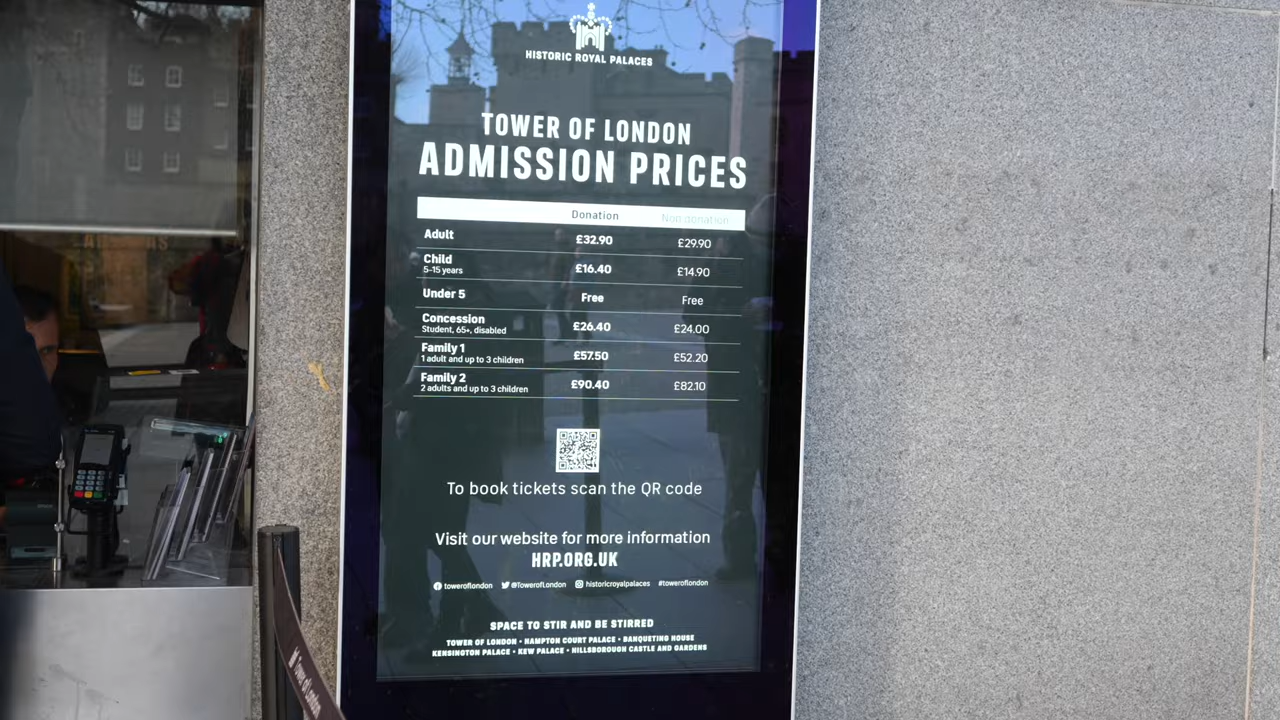 HISTORIC ROYAL PALACES
TOWER OF LONDON
ADMISSION PRICES
Donation Non donation
Adult £32.90 £29.90
Child £16.40 £14.90
5-15 years
Under 5 Free Free
Concession £26.40 £24.00
Student, 65+, disabled
Family 1 £57.50 £52.20
1 adult and up to 3 children
Family 2 £90.40 £82.10
2 adults and up to 3 children
To book tickets scan the QR code
Visit our website for more information
HRP.ORG.UK
toweroflondon @TowerofLondon historicroyalpalaces #toweroflondon
SPACE TO STIR AND BE STIRRED
TOWER OF LONDON • HAMPTON COURT PALACE • BANQUETING HOUSE
KENSINGTON PALACE • KEW PALACE • HILLSBOROUGH CASTLE AND GARDENS
Tower of London